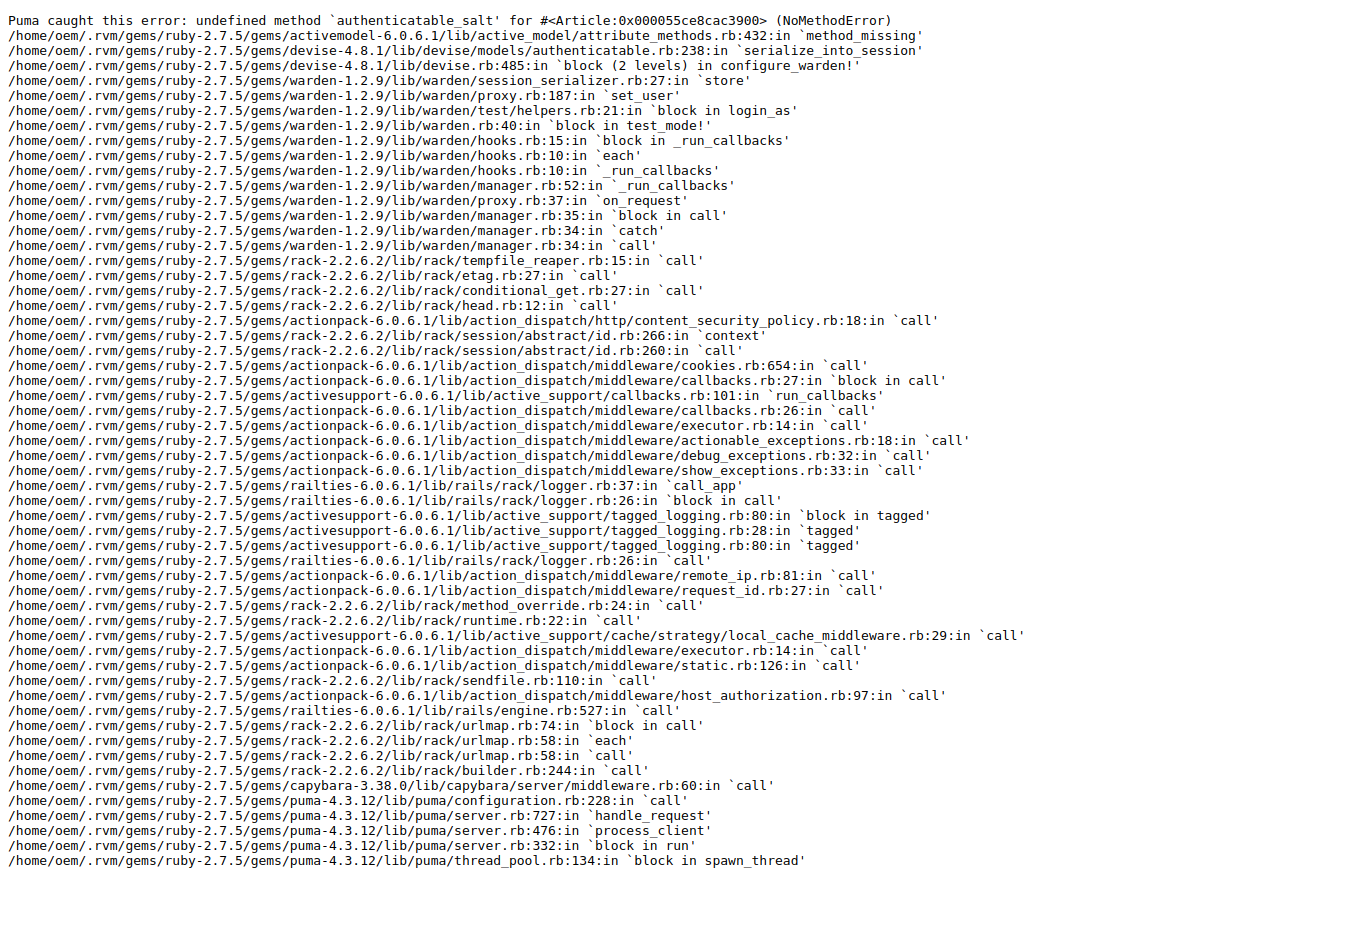 Puma caught this error: undefined method `authenticatable_salt' for #<Article:0x000055ce8cac3900> (NoMethodError)
/home/oem/.rvm/gems/ruby-2.7.5/gems/activemodel-6.0.6.1/lib/active_model/attribute_methods.rb:432:in `method_missing'
/home/oem/.rvm/gems/ruby-2.7.5/gems/devise-4.8.1/lib/devise/models/authenticatable.rb:238:in `serialize_into_session'
/home/oem/.rvm/gems/ruby-2.7.5/gems/devise-4.8.1/lib/devise.rb:485:in `block (2 levels) in configure_warden!'
/home/oem/.rvm/gems/ruby-2.7.5/gems/warden-1.2.9/lib/warden/session_serializer.rb:27:in `store'
/home/oem/.rvm/gems/ruby-2.7.5/gems/warden-1.2.9/lib/warden/proxy.rb:187:in `set_user'
/home/oem/.rvm/gems/ruby-2.7.5/gems/warden-1.2.9/lib/warden/test/helpers.rb:21:in `block in login_as'
/home/oem/.rvm/gems/ruby-2.7.5/gems/warden-1.2.9/lib/warden.rb:40:in `block in test_mode!'
/home/oem/.rvm/gems/ruby-2.7.5/gems/warden-1.2.9/lib/warden/hooks.rb:15:in `block in _run_callbacks'
/home/oem/.rvm/gems/ruby-2.7.5/gems/warden-1.2.9/lib/warden/hooks.rb:10:in `each'
/home/oem/.rvm/gems/ruby-2.7.5/gems/warden-1.2.9/lib/warden/hooks.rb:10:in `_run_callbacks'
/home/oem/.rvm/gems/ruby-2.7.5/gems/warden-1.2.9/lib/warden/manager.rb:52:in `_run_callbacks'
/home/oem/.rvm/gems/ruby-2.7.5/gems/warden-1.2.9/lib/warden/proxy.rb:37:in `on_request'
/home/oem/.rvm/gems/ruby-2.7.5/gems/warden-1.2.9/lib/warden/manager.rb:35:in `block in call'
/home/oem/.rvm/gems/ruby-2.7.5/gems/warden-1.2.9/lib/warden/manager.rb:34:in `catch'
/home/oem/.rvm/gems/ruby-2.7.5/gems/warden-1.2.9/lib/warden/manager.rb:34:in `call'
/home/oem/.rvm/gems/ruby-2.7.5/gems/rack-2.2.6.2/lib/rack/tempfile_reaper.rb:15:in `call'
/home/oem/.rvm/gems/ruby-2.7.5/gems/rack-2.2.6.2/lib/rack/etag.rb:27:in `call'
/home/oem/.rvm/gems/ruby-2.7.5/gems/rack-2.2.6.2/lib/rack/conditional_get.rb:27:in `call'
/home/oem/.rvm/gems/ruby-2.7.5/gems/rack-2.2.6.2/lib/rack/head.rb:12:in `call'
/home/oem/.rvm/gems/ruby-2.7.5/gems/actionpack-6.0.6.1/lib/action_dispatch/http/content_security_policy.rb:18:in `call'
/home/oem/.rvm/gems/ruby-2.7.5/gems/rack-2.2.6.2/lib/rack/session/abstract/id.rb:266:in `context'
/home/oem/.rvm/gems/ruby-2.7.5/gems/rack-2.2.6.2/lib/rack/session/abstract/id.rb:260:in `call'
/home/oem/.rvm/gems/ruby-2.7.5/gems/actionpack-6.0.6.1/lib/action_dispatch/middleware/cookies.rb:654:in `call'
/home/oem/.rvm/gems/ruby-2.7.5/gems/actionpack-6.0.6.1/lib/action_dispatch/middleware/callbacks.rb:27:in `block in call'
/home/oem/.rvm/gems/ruby-2.7.5/gems/activesupport-6.0.6.1/lib/active_support/callbacks.rb:101:in `run_callbacks'
/home/oem/.rvm/gems/ruby-2.7.5/gems/actionpack-6.0.6.1/lib/action_dispatch/middleware/callbacks.rb:26:in `call'
/home/oem/.rvm/gems/ruby-2.7.5/gems/actionpack-6.0.6.1/lib/action_dispatch/middleware/executor.rb:14:in `call'
/home/oem/.rvm/gems/ruby-2.7.5/gems/actionpack-6.0.6.1/lib/action_dispatch/middleware/actionable_exceptions.rb:18:in `call'
/home/oem/.rvm/gems/ruby-2.7.5/gems/actionpack-6.0.6.1/lib/action_dispatch/middleware/debug_exceptions.rb:32:in `call'
/home/oem/.rvm/gems/ruby-2.7.5/gems/actionpack-6.0.6.1/lib/action_dispatch/middleware/show_exceptions.rb:33:in `call'
/home/oem/.rvm/gems/ruby-2.7.5/gems/railties-6.0.6.1/lib/rails/rack/logger.rb:37:in `call_app'
/home/oem/.rvm/gems/ruby-2.7.5/gems/railties-6.0.6.1/lib/rails/rack/logger.rb:26:in `block in call'
/home/oem/.rvm/gems/ruby-2.7.5/gems/activesupport-6.0.6.1/lib/active_support/tagged_logging.rb:80:in `block in tagged'
/home/oem/.rvm/gems/ruby-2.7.5/gems/activesupport-6.0.6.1/lib/active_support/tagged_logging.rb:28:in `tagged'
/home/oem/.rvm/gems/ruby-2.7.5/gems/activesupport-6.0.6.1/lib/active_support/tagged_logging.rb:80:in `tagged'
/home/oem/.rvm/gems/ruby-2.7.5/gems/railties-6.0.6.1/lib/rails/rack/logger.rb:26:in `call'
/home/oem/.rvm/gems/ruby-2.7.5/gems/actionpack-6.0.6.1/lib/action_dispatch/middleware/remote_ip.rb:81:in `call'
/home/oem/.rvm/gems/ruby-2.7.5/gems/actionpack-6.0.6.1/lib/action_dispatch/middleware/request_id.rb:27:in `call'
/home/oem/.rvm/gems/ruby-2.7.5/gems/rack-2.2.6.2/lib/rack/method_override.rb:24:in `call'
/home/oem/.rvm/gems/ruby-2.7.5/gems/rack-2.2.6.2/lib/rack/runtime.rb:22:in `call'
/home/oem/.rvm/gems/ruby-2.7.5/gems/activesupport-6.0.6.1/lib/active_support/cache/strategy/local_cache_middleware.rb:29:in `call'
/home/oem/.rvm/gems/ruby-2.7.5/gems/actionpack-6.0.6.1/lib/action_dispatch/middleware/executor.rb:14:in `call'
/home/oem/.rvm/gems/ruby-2.7.5/gems/actionpack-6.0.6.1/lib/action_dispatch/middleware/static.rb:126:in `call'
/home/oem/.rvm/gems/ruby-2.7.5/gems/rack-2.2.6.2/lib/rack/sendfile.rb:110:in `call'
/home/oem/.rvm/gems/ruby-2.7.5/gems/actionpack-6.0.6.1/lib/action_dispatch/middleware/host_authorization.rb:97:in `call'
/home/oem/.rvm/gems/ruby-2.7.5/gems/railties-6.0.6.1/lib/rails/engine.rb:527:in `call'
/home/oem/.rvm/gems/ruby-2.7.5/gems/rack-2.2.6.2/lib/rack/urlmap.rb:74:in `block in call'
/home/oem/.rvm/gems/ruby-2.7.5/gems/rack-2.2.6.2/lib/rack/urlmap.rb:58:in `each'
/home/oem/.rvm/gems/ruby-2.7.5/gems/rack-2.2.6.2/lib/rack/urlmap.rb:58:in `call'
/home/oem/.rvm/gems/ruby-2.7.5/gems/rack-2.2.6.2/lib/rack/builder.rb:244:in `call'
/home/oem/.rvm/gems/ruby-2.7.5/gems/capybara-3.38.0/lib/capybara/server/middleware.rb:60:in `call'
/home/oem/.rvm/gems/ruby-2.7.5/gems/puma-4.3.12/lib/puma/configuration.rb:228:in `call'
/home/oem/.rvm/gems/ruby-2.7.5/gems/puma-4.3.12/lib/puma/server.rb:727:in `handle_request'
/home/oem/.rvm/gems/ruby-2.7.5/gems/puma-4.3.12/lib/puma/server.rb:476:in `process_client'
/home/oem/.rvm/gems/ruby-2.7.5/gems/puma-4.3.12/lib/puma/server.rb:332:in `block in run'
/home/oem/.rvm/gems/ruby-2.7.5/gems/puma-4.3.12/lib/puma/thread_pool.rb:134:in `block in spawn_thread'